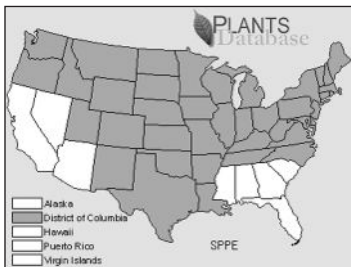 PLANTS
Database
Alaska
District of Columbia
Hawaii
Puerto Rico
Virgin Islands
SPPE